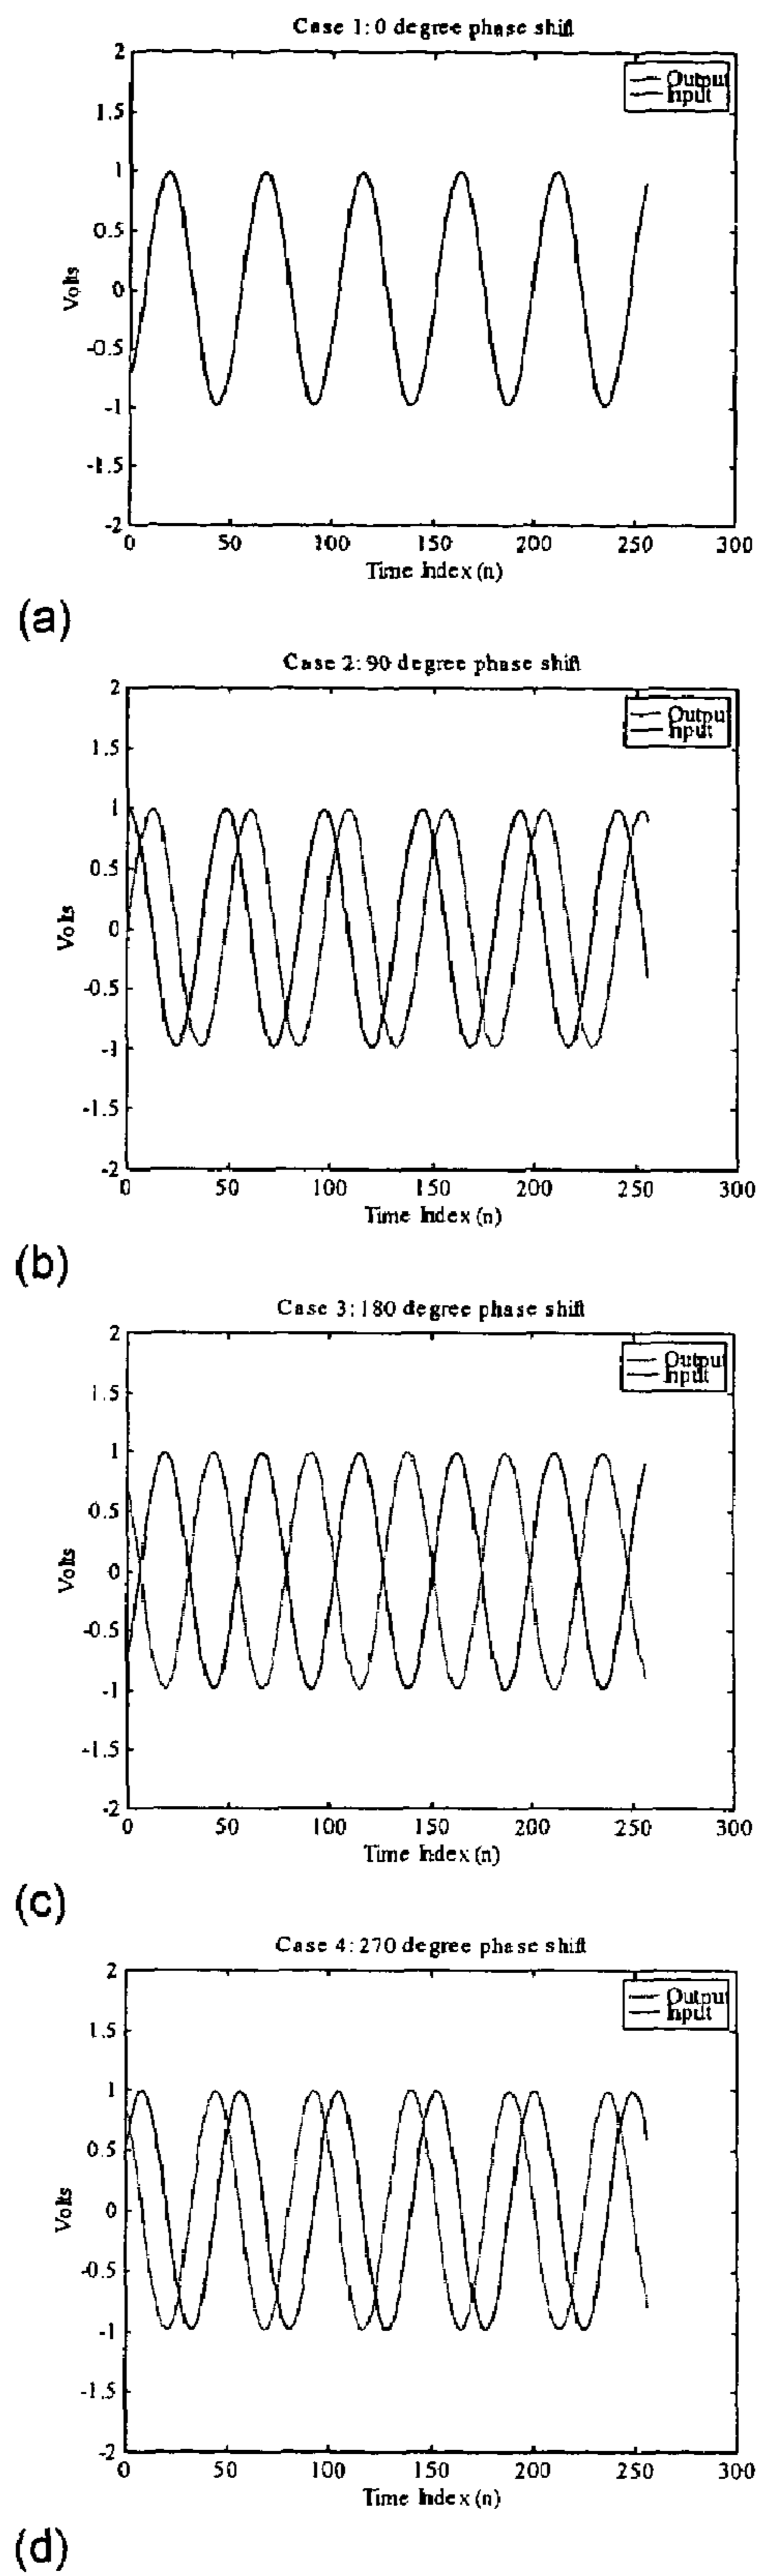 Case 1: 0 degree phase shift
2
1.5
1
0.5
0
-0.5
-1
-1.5
-2
Volts
Output
Input
0 50 100 150 200 250 300
Time Index (n)
(a)
Case 2: 90 degree phase shift
2
1.5
1
0.5
0
-0.5
-1
-1.5
-2
Volts
Output
Input
0 50 100 150 200 250 300
Time Index (n)
(b)
Case 3: 180 degree phase shift
2
1.5
1
0.5
0
-0.5
-1
-1.5
-2
Volts
Output
Input
0 50 100 150 200 250 300
Time Index (n)
(c)
Case 4: 270 degree phase shift
2
1.5
1
0.5
0
-0.5
-1
-1.5
-2
Volts
Output
Input
0 50 100 150 200 250 300
Time Index (n)
(d)